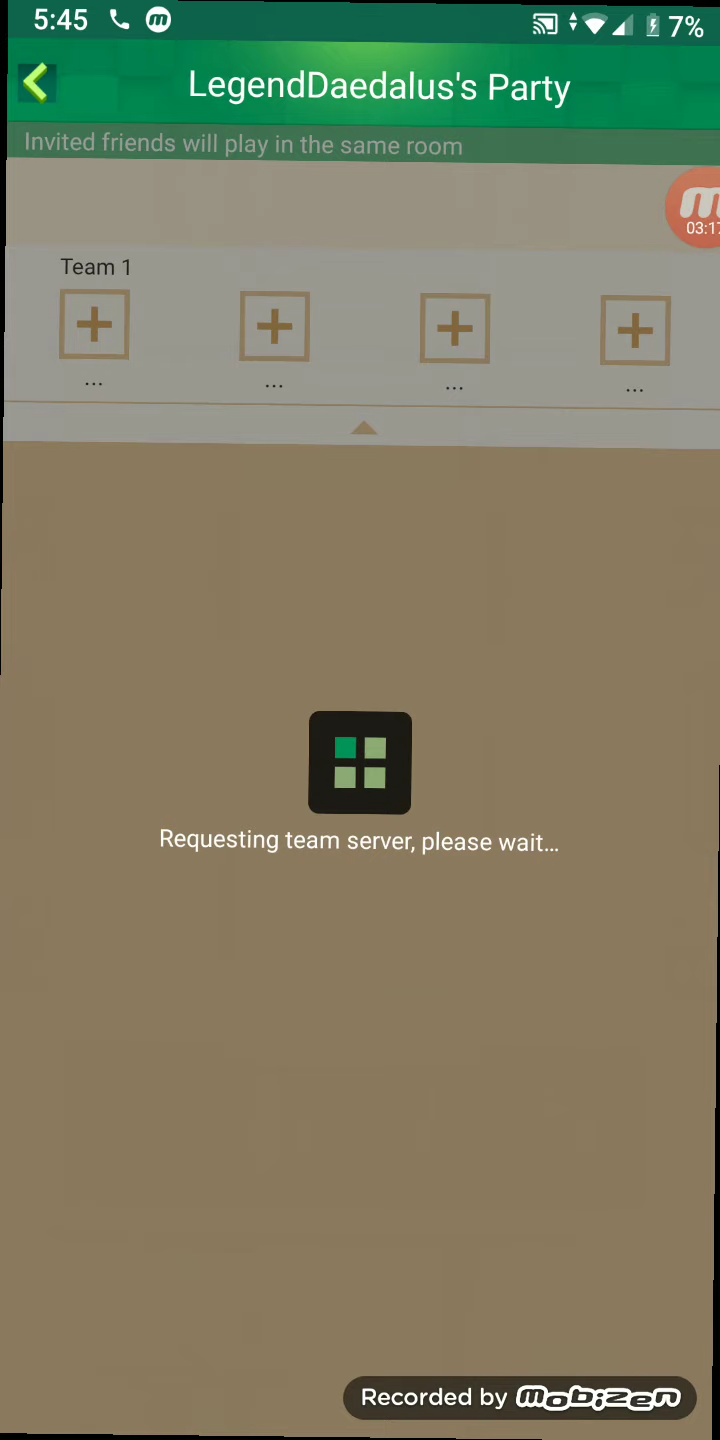 5:45
7%
LegendDaedalus's Party
Invited friends will play in the same room
03:17
Team 1
... ... ... ...
Requesting team server, please wait...
Recorded by mobizen